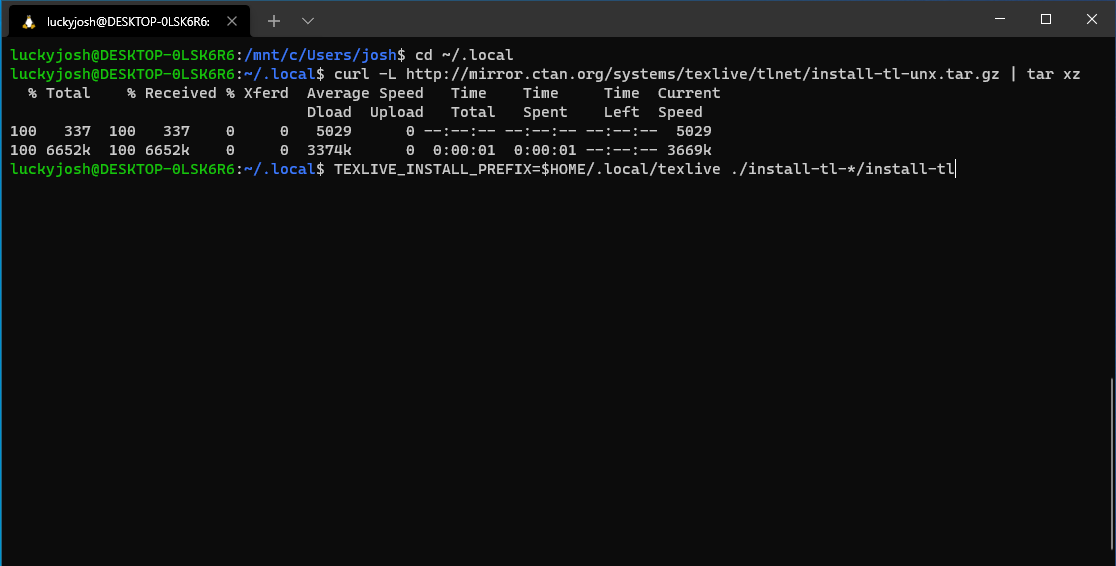 luckyjosh@DESKTOP-0LSK6R6:
luckyjosh@DESKTOP-0LSK6R6:/mnt/c/Users/josh$ cd ~/.local
luckyjosh@DESKTOP-0LSK6R6:~/.local$ curl -L http://mirror.ctan.org/systems/texlive/tlnet/install-tl-unx.tar.gz | tar xz
  % Total    % Received % Xferd  Average Speed   Time    Time     Time  Current
                                 Dload  Upload   Total   Spent    Left  Speed
100   337  100   337    0     0   5029      0 --:--:-- --:--:-- --:--:--  5029
100 6652k  100 6652k    0     0  3374k      0  0:00:01  0:00:01 --:--:-- 3669k
luckyjosh@DESKTOP-0LSK6R6:~/.local$ TEXLIVE_INSTALL_PREFIX=$HOME/.local/texlive ./install-tl-*/install-tl